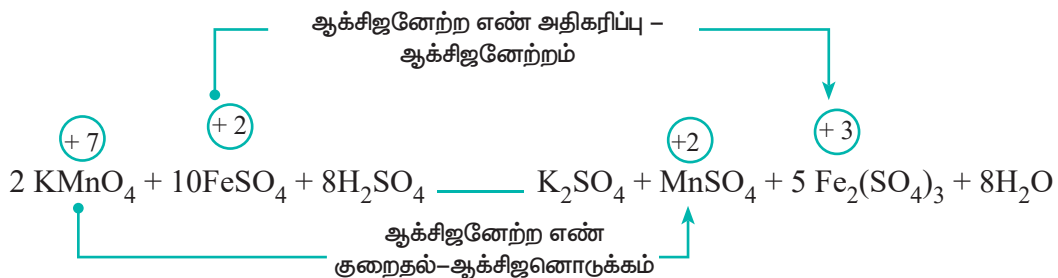 ஆக்சிஜனேற்ற எண் அதிகரிப்பு –
ஆக்சிஜனேற்றம்
+ 7 + 2 +2 + 3
2 KMnO₄ + 10FeSO₄ + 8H₂SO₄ K₂SO₄ + MnSO₄ + 5 Fe₂(SO₄)₃ + 8H₂O
ஆக்சிஜனேற்ற எண்
குறைதல்–ஆக்சிஜனொடுக்கம்